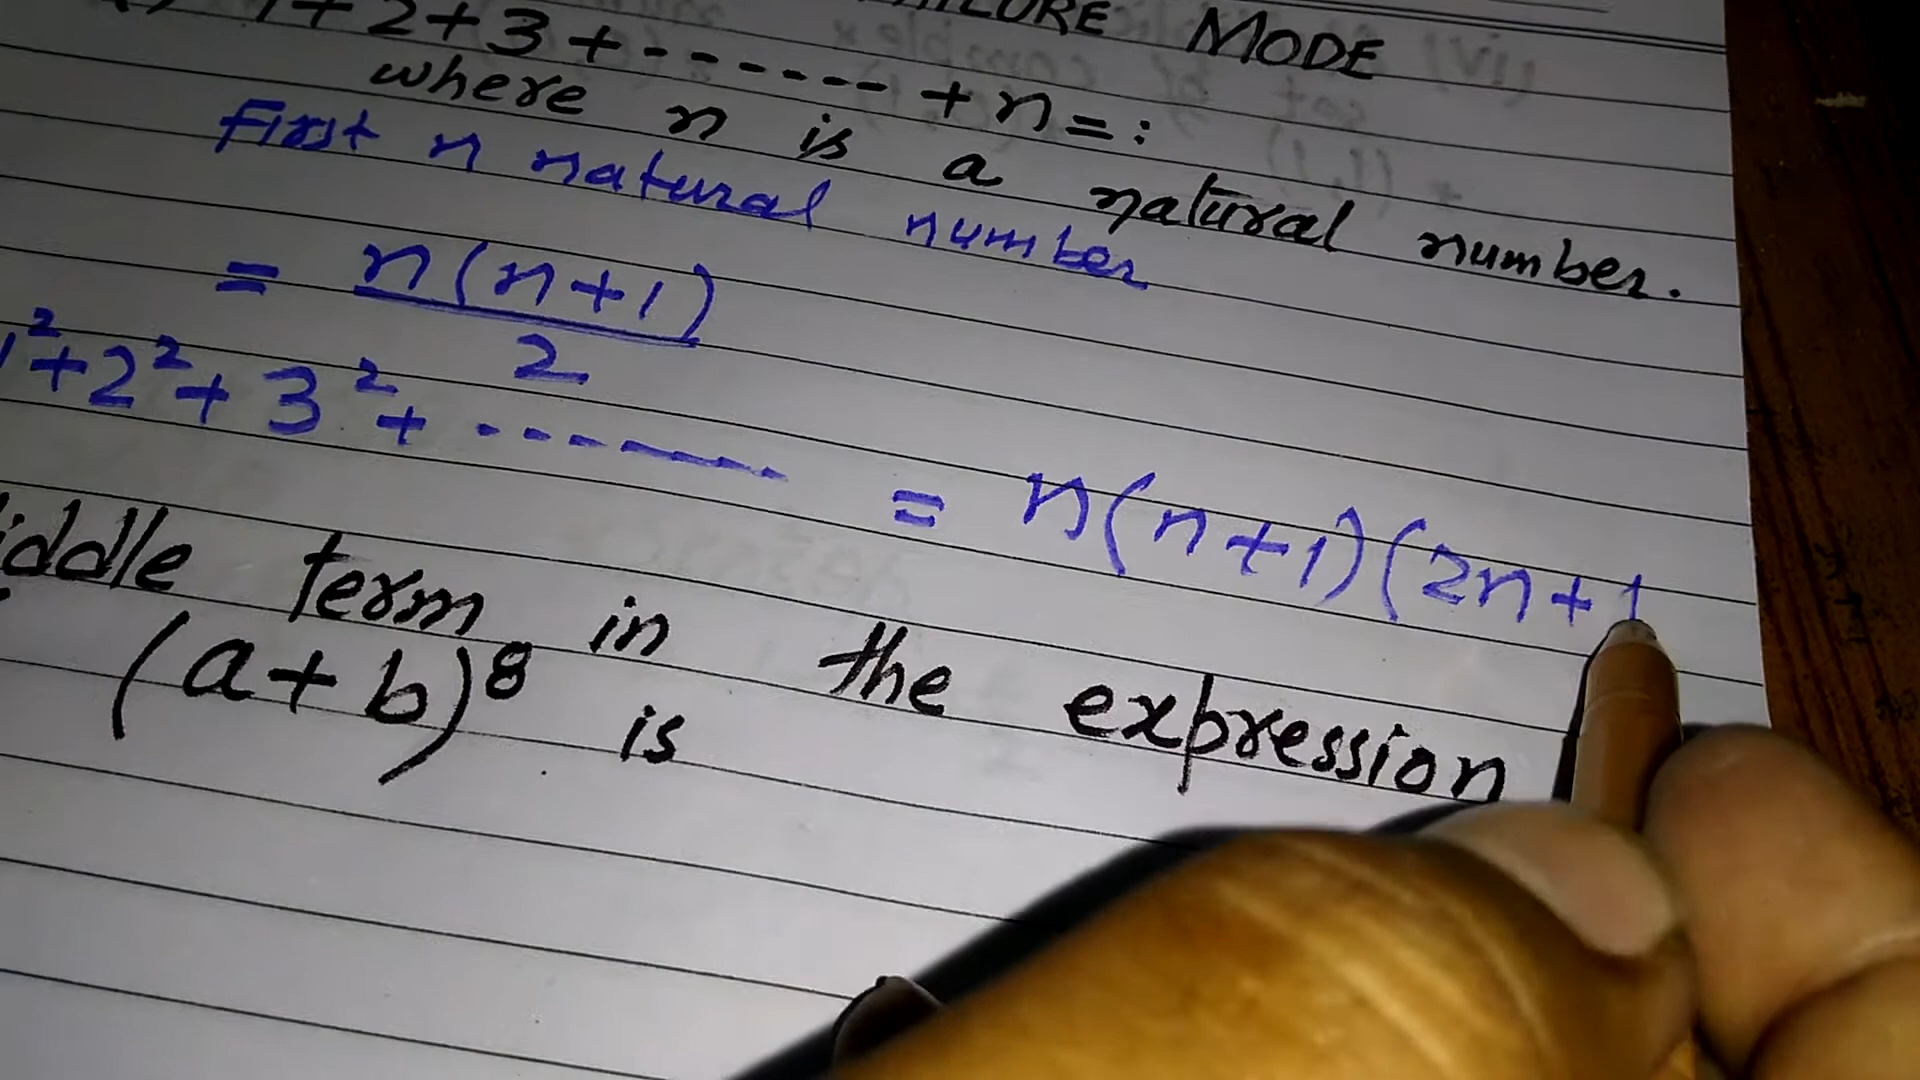 MODE
1+2+3+-------+n=:
where n is a natural number.
First n natural number
= n(n+1)
2
1²+2²+3²+------- = n(n+1)(2n+1
term in the expression
(a+b)⁸ is